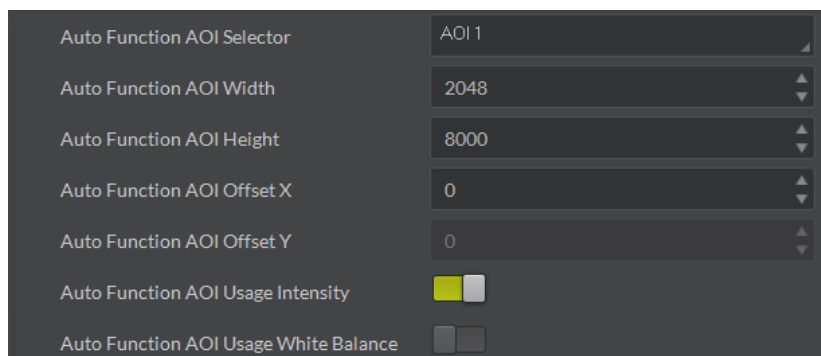 Auto Function AOI Selector AOI 1
Auto Function AOI Width 2048
Auto Function AOI Height 8000
Auto Function AOI Offset X 0
Auto Function AOI Offset Y 0
Auto Function AOI Usage Intensity
Auto Function AOI Usage White Balance